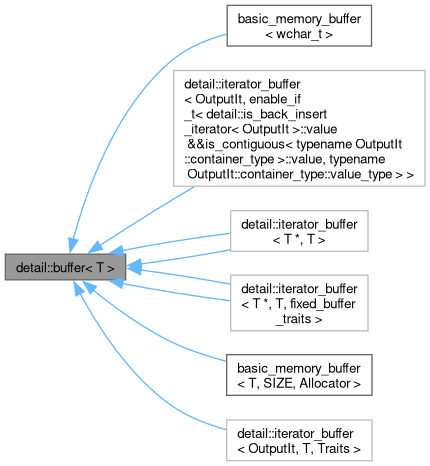 basic_memory_buffer
< wchar_t >
detail::iterator_buffer
< OutputIt, enable_if
_t< detail::is_back_insert
_iterator< OutputIt >::value
&&is_contiguous< typename OutputIt
::container_type >::value, typename
OutputIt::container_type::value_type > >
detail::iterator_buffer
< T *, T >
detail::buffer< T >
detail::iterator_buffer
< T *, T, fixed_buffer
_traits >
basic_memory_buffer
< T, SIZE, Allocator >
detail::iterator_buffer
< OutputIt, T, Traits >